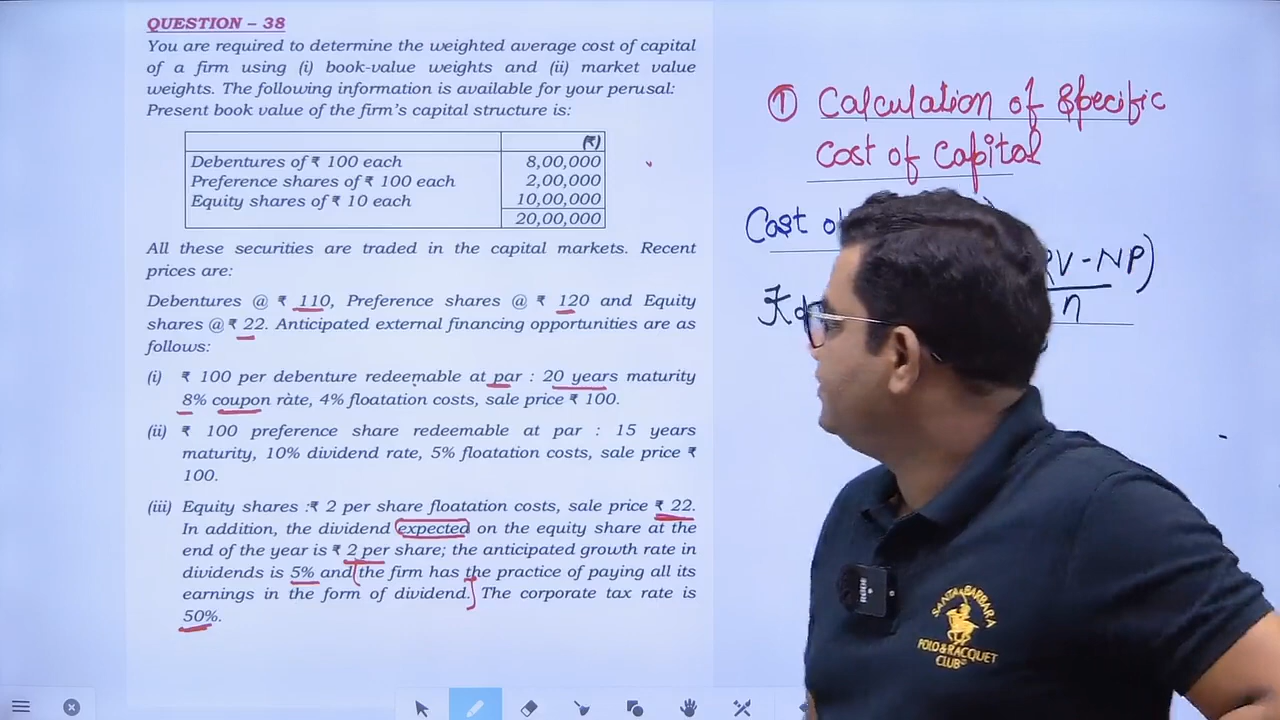 QUESTION – 38
You are required to determine the weighted average cost of capital
of a firm using (i) book-value weights and (ii) market value
weights. The following information is available for your perusal:
Present book value of the firm's capital structure is:
(₹)
Debentures of ₹ 100 each 8,00,000
Preference shares of ₹ 100 each 2,00,000
Equity shares of ₹ 10 each 10,00,000
20,00,000
All these securities are traded in the capital markets. Recent
prices are:
Debentures @ ₹ 110, Preference shares @ ₹ 120 and Equity
shares @ ₹ 22. Anticipated external financing opportunities are as
follows:
(i) ₹ 100 per debenture redeemable at par : 20 years maturity
8% coupon rate, 4% floatation costs, sale price ₹ 100.
(ii) ₹ 100 preference share redeemable at par : 15 years
maturity, 10% dividend rate, 5% floatation costs, sale price ₹
100.
(iii) Equity shares :₹ 2 per share floatation costs, sale price ₹ 22.
In addition, the dividend expected on the equity share at the
end of the year is ₹ 2 per share; the anticipated growth rate in
dividends is 5% and the firm has the practice of paying all its
earnings in the form of dividend. The corporate tax rate is
50%.
① Calculation of Specific
Cost of Capital
Cost
RV - NP)
n
SANTA BARBARA
POLO & RACQUET
CLUB
RODE